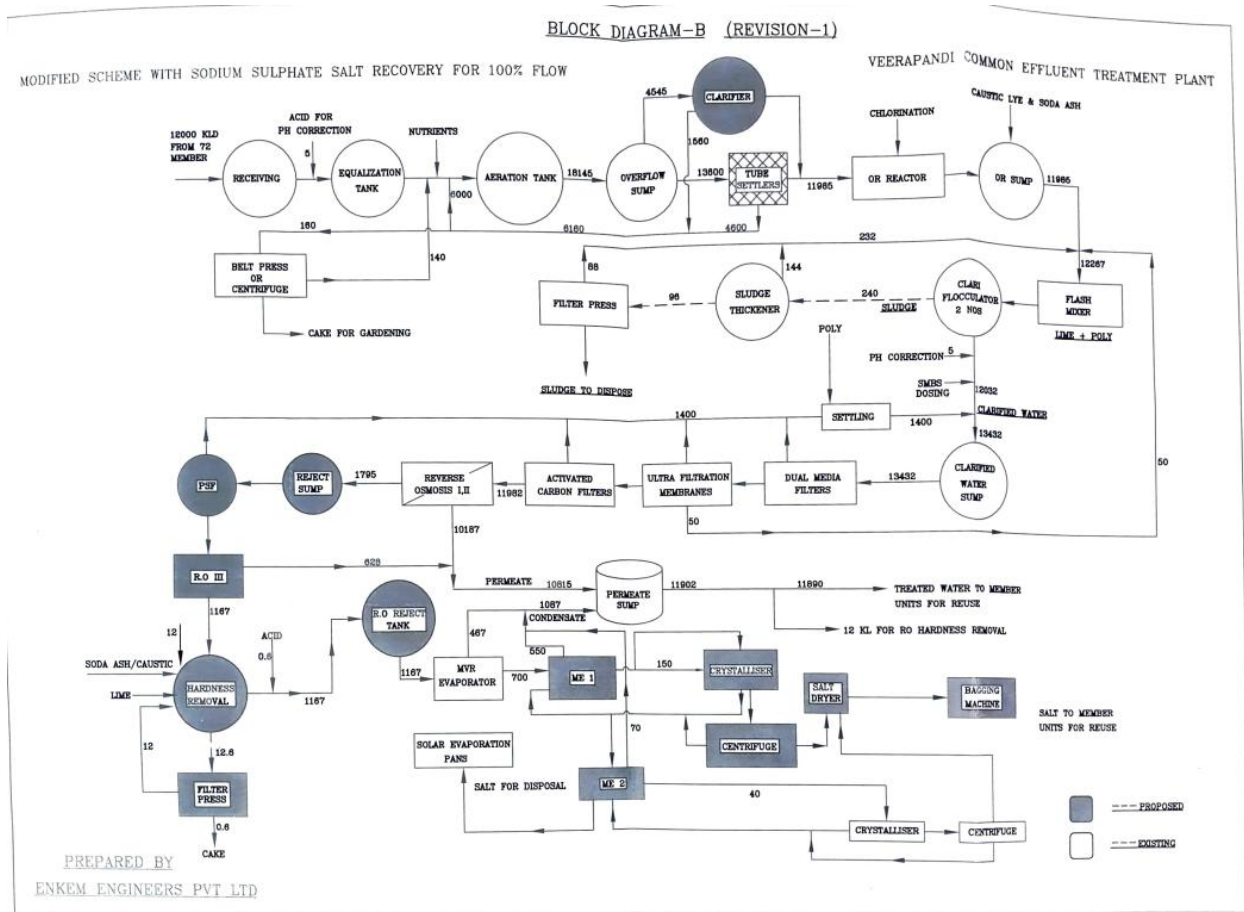 BLOCK DIAGRAM-B (REVISION-1)
MODIFIED SCHEME WITH SODIUM SULPHATE SALT RECOVERY FOR 100% FLOW
VEERAPANDI COMMON EFFLUENT TREATMENT PLANT
12000 KLD
FROM 72
MEMBER
RECEIVING
ACID FOR
PH CORRECTION
5
EQUALIZATION
TANK
NUTRIENTS
6000
AERATION TANK
18145
OVERFLOW
SUMP
4545
CLARIFIER
1560
13600
TUBE
SETTLERS
11985
CHLORINATION
OR REACTOR
CAUSTIC LYE & SODA ASH
OR SUMP
11985
160
6160
4600
140
BELT PRESS
OR
CENTRIFUGE
CAKE FOR GARDENING
232
88
144
12267
FILTER PRESS
96
SLUDGE
THICKENER
240
SLUDGE
CLARI
FLOCCULATOR
2 NOS
FLASH
MIXER
LIME + POLY
SLUDGE TO DISPOSE
POLY
PH CORRECTION
5
SMBS
DOSING
12032
1400
SETTLING
1400
CLARIFIED WATER
13432
50
PSF
REJECT
SUMP
1795
REVERSE
OSMOSIS I,II
11982
ACTIVATED
CARBON FILTERS
ULTRA FILTRATION
MEMBRANES
DUAL MEDIA
FILTERS
13432
CLARIFIED
WATER
SUMP
50
10187
R.O III
628
PERMEATE
10815
PERMEATE
SUMP
11902
11890
TREATED WATER TO MEMBER
UNITS FOR REUSE
12 KL FOR RO HARDNESS REMOVAL
1167
12
ACID
0.6
SODA ASH/CAUSTIC
LIME
HARDNESS
REMOVAL
1167
R.O REJECT
TANK
1167
MVR
EVAPORATOR
467
1087
CONDENSATE
700
550
ME 1
150
CRYSTALLISER
SALT
DRYER
BAGGING
MACHINE
SALT TO MEMBER
UNITS FOR REUSE
CENTRIFUGE
70
12
12.6
FILTER
PRESS
0.6
CAKE
SOLAR EVAPORATION
PANS
SALT FOR DISPOSAL
ME 2
40
CRYSTALLISER
CENTRIFUGE
PROPOSED
EXISTING
PREPARED BY
ENKEM ENGINEERS PVT LTD